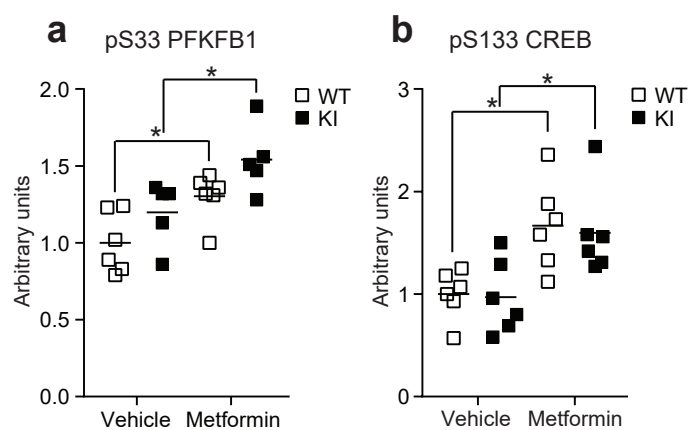 a
pS33 PFKFB1
2.0
1.5
1.0
0.5
0.0
Arbitrary units
*
*
WT
KI
Vehicle Metformin
b
pS133 CREB
3
2
1
0
Arbitrary units
*
*
WT
KI
Vehicle Metformin